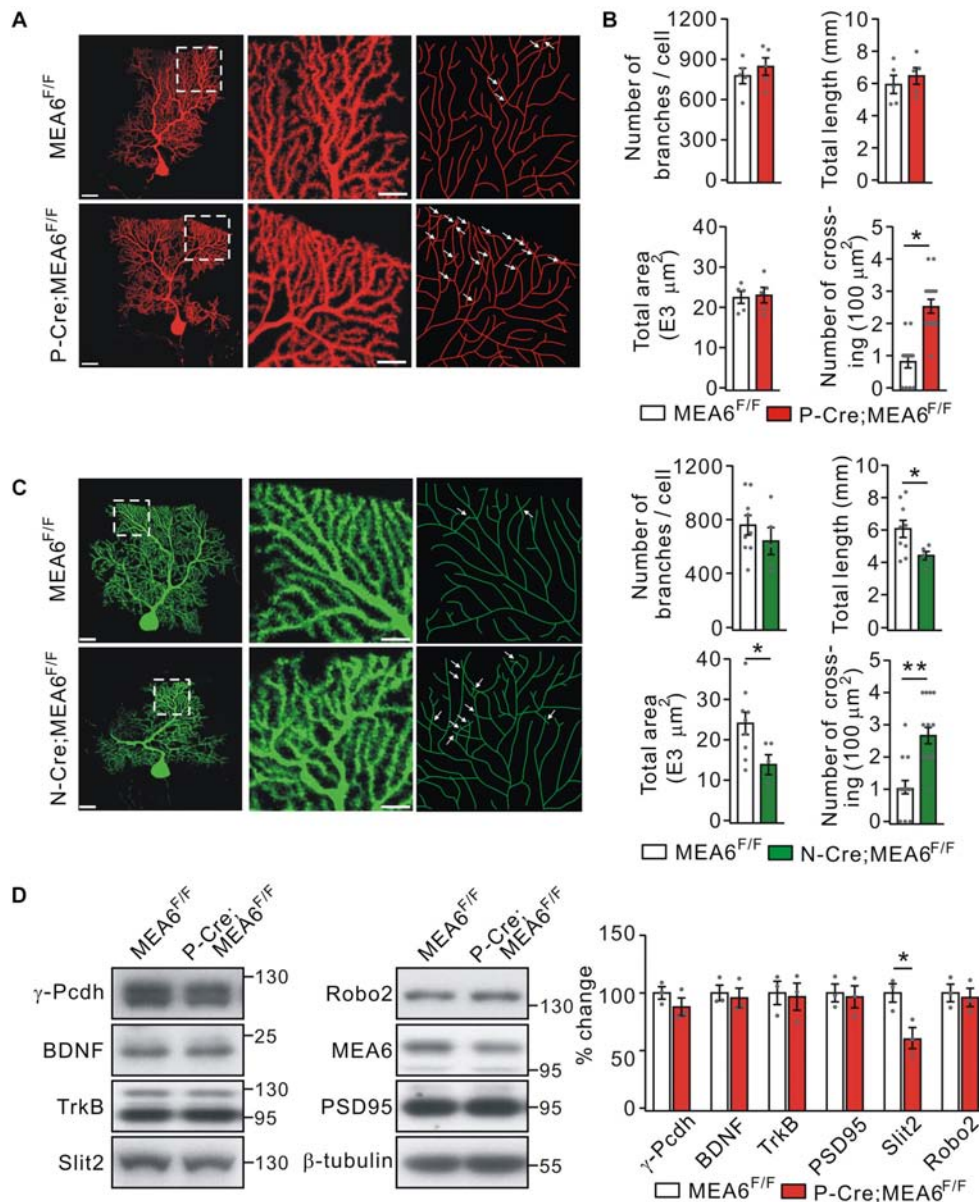 A
MEA6F/F
P-Cre;MEA6F/F
B
Number of branches / cell
1200
900
600
300
0
Total length (mm)
8
6
4
2
0
Total area (E3 μm2)
40
30
20
10
0
Number of cross-
ing (100 μm2)
5
4
3
2
1
0
*
MEA6F/F P-Cre;MEA6F/F
C
MEA6F/F
N-Cre;MEA6F/F
Number of
branches / cell
1200
800
400
0
Total length (mm)
10
8
6
4
2
0
*
Total area
(E3 μm2)
40
30
20
10
0
*
Number of cross-
ing (100 μm2)
5
4
3
2
1
0
**
MEA6F/F N-Cre;MEA6F/F
D
MEA6F/F
P-Cre;
MEA6F/F
γ-Pcdh 130
BDNF 25
TrkB 130
95
Slit2 130
MEA6F/F
P-Cre;
MEA6F/F
Robo2 130
MEA6 95
PSD95 95
β-tubulin 55
% change
150
100
50
0
*
γ-Pcdh
BDNF
TrkB
PSD95
Slit2
Robo2
MEA6F/F P-Cre;MEA6F/F